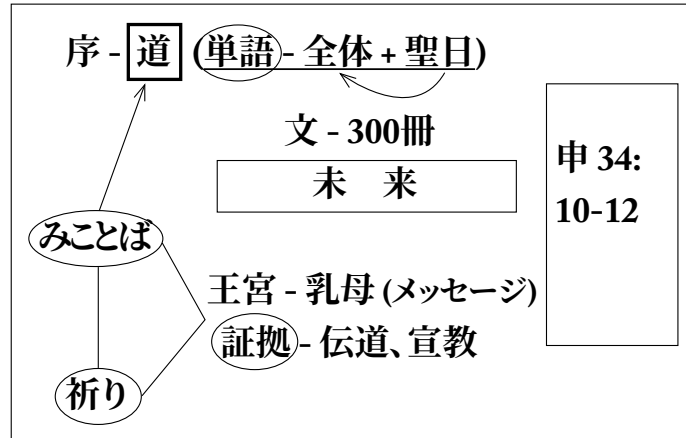 序 - 道 (単語 - 全体 + 聖日)
文 - 300冊
未 来
申 34:
10-12
みことば
王宮 - 乳母 (メッセージ)
証拠 - 伝道、宣教
祈り